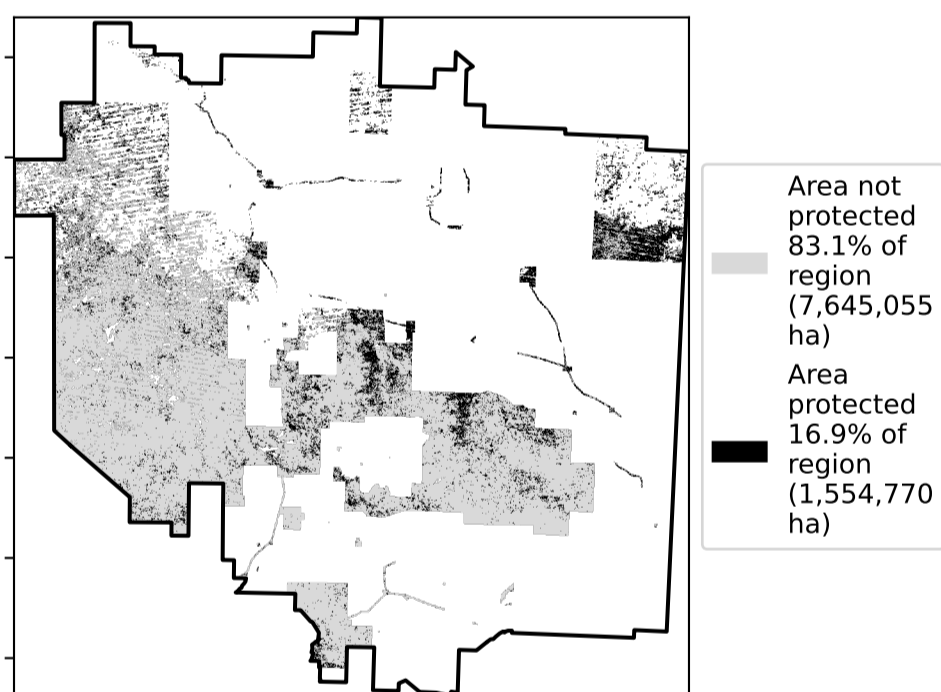 Area not
protected
83.1% of
region
(7,645,055
ha)
Area
protected
16.9% of
region
(1,554,770
ha)